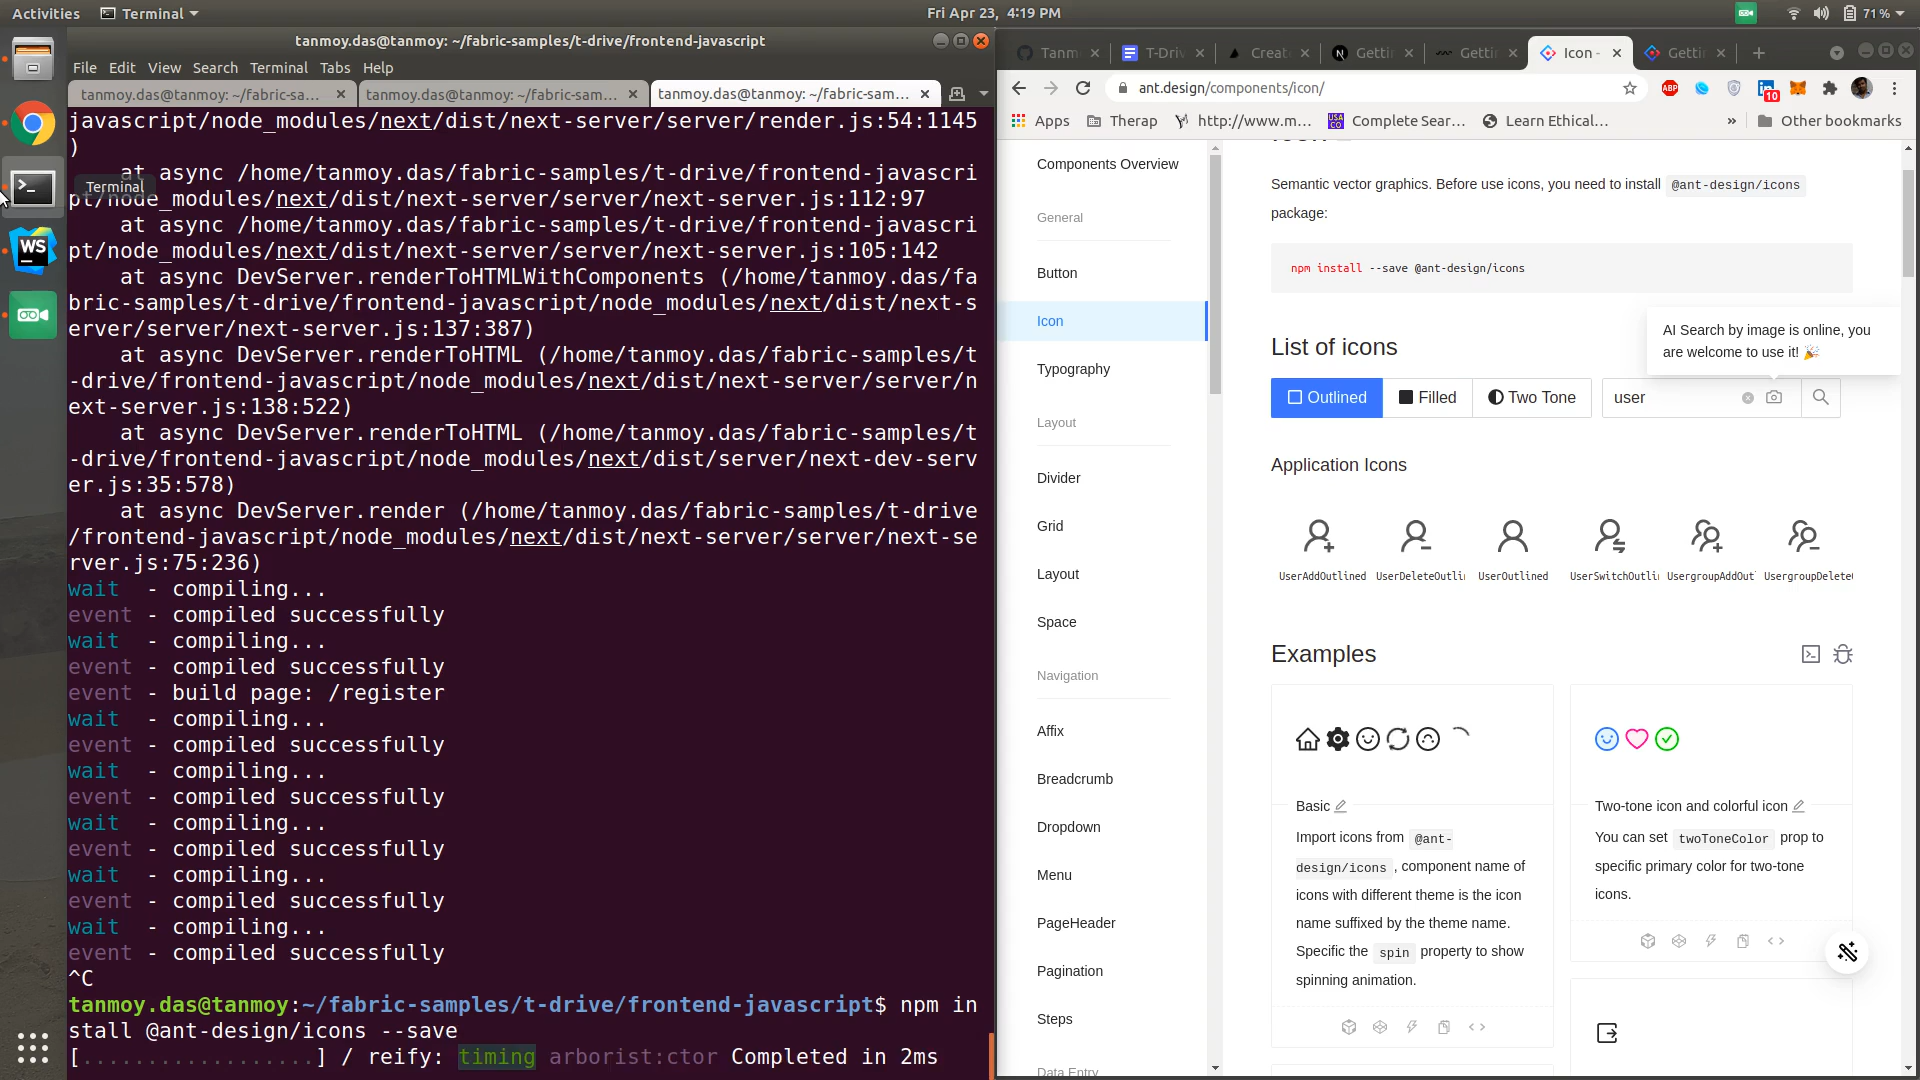 Activities
Terminal
Fri Apr 23, 4:19 PM
71 %
tanmoy.das@tanmoy: ~/fabric-samples/t-drive/frontend-javascript
File Edit View Search Terminal Tabs Help
tanmoy.das@tanmoy: ~/fabric-sa...
tanmoy.das@tanmoy: ~/fabric-sam...
tanmoy.das@tanmoy: ~/fabric-sam...
javascript/node_modules/next/dist/next-server/server/render.js:54:1145
)
at async /home/tanmoy.das/fabric-samples/t-drive/frontend-javascri
Terminal
pt/node_modules/next/dist/next-server/server/next-server.js:112:97
at async /home/tanmoy.das/fabric-samples/t-drive/frontend-javascri
pt/node_modules/next/dist/next-server/server/next-server.js:105:142
at async DevServer.renderToHTMLWithComponents (/home/tanmoy.das/fa
bric-samples/t-drive/frontend-javascript/node_modules/next/dist/next-s
erver/server/next-server.js:137:387)
at async DevServer.renderToHTML (/home/tanmoy.das/fabric-samples/t
-drive/frontend-javascript/node_modules/next/dist/next-server/server/n
ext-server.js:138:522)
at async DevServer.renderToHTML (/home/tanmoy.das/fabric-samples/t
-drive/frontend-javascript/node_modules/next/dist/server/next-dev-serv
er.js:35:578)
at async DevServer.render (/home/tanmoy.das/fabric-samples/t-drive
/frontend-javascript/node_modules/next/dist/next-server/server/next-se
rver.js:75:236)
wait - compiling...
event - compiled successfully
wait - compiling...
event - compiled successfully
event - build page: /register
wait - compiling...
event - compiled successfully
wait - compiling...
event - compiled successfully
wait - compiling...
event - compiled successfully
wait - compiling...
event - compiled successfully
wait - compiling...
event - compiled successfully
^C
tanmoy.das@tanmoy:~/fabric-samples/t-drive/frontend-javascript$ npm in
stall @ant-design/icons --save
[..................] / reify: timing arborist:ctor Completed in 2ms
WS
Tanm
T-Driv
Creat
Getti
Getti
Icon -
Getti
ant.design/components/icon/
ABP
10
Apps
Therap
http://www.m...
USA CO
Complete Sear...
Learn Ethical...
»
Other bookmarks
Components Overview
General
Button
Icon
Typography
Layout
Divider
Grid
Layout
Space
Navigation
Affix
Breadcrumb
Dropdown
Menu
PageHeader
Pagination
Steps
Data Entry
Semantic vector graphics. Before use icons, you need to install @ant-design/icons
package:
npm install --save @ant-design/icons
AI Search by image is online, you
are welcome to use it! 🎉
List of icons
Outlined
Filled
Two Tone
user
Application Icons
UserAddOutlined
UserDeleteOutli
UserOutlined
UserSwitchOutli
UsergroupAddOut
UsergroupDelete
Examples
Basic
Import icons from @ant-
design/icons , component name of
icons with different theme is the icon
name suffixed by the theme name.
Specific the spin property to show
spinning animation.
Two-tone icon and colorful icon
You can set twoToneColor prop to
specific primary color for two-tone
icons.